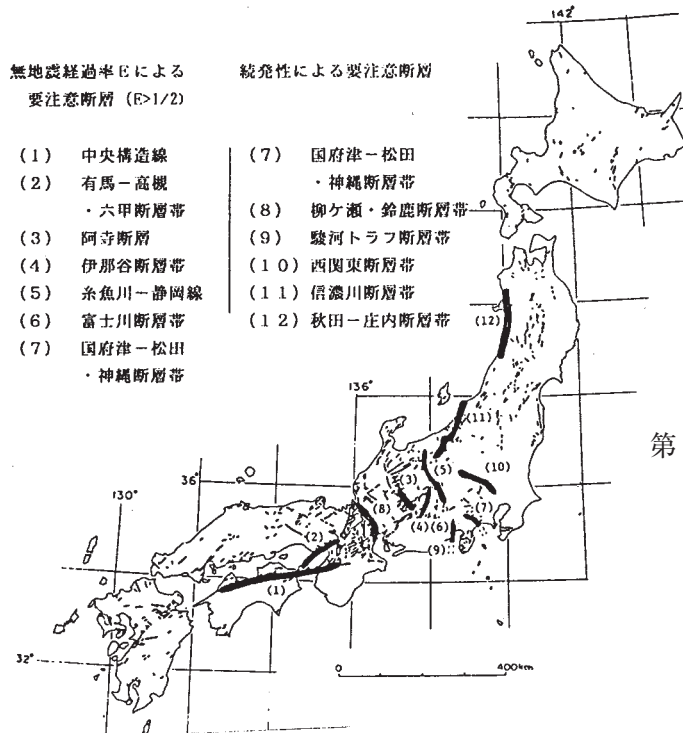 無地震経過率Eによる
要注意断層 (E>1/2)
(1) 中央構造線
(2) 有馬－高槻
・六甲断層帯
(3) 阿寺断層
(4) 伊那谷断層帯
(5) 糸魚川－静岡線
(6) 富士川断層帯
(7) 国府津－松田
・神縄断層帯
続発性による要注意断層
(7) 国府津－松田
・神縄断層帯
(8) 柳ケ瀬・鈴鹿断層帯
(9) 駿河トラフ断層帯
(10) 西関東断層帯
(11) 信濃川断層帯
(12) 秋田－庄内断層帯
142°
(12)
136°
(11)
第
(3)
(5)
(10)
36°
130°
(8)
(4)
(6)
(7)
(2)
(9)
(1)
32°
0 400km